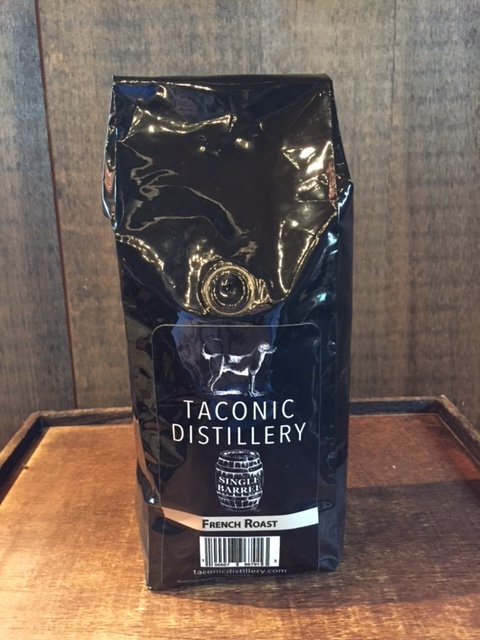 TACONIC
DISTILLERY
SINGLE
BARREL
FRENCH ROAST
taconicdistillery.com